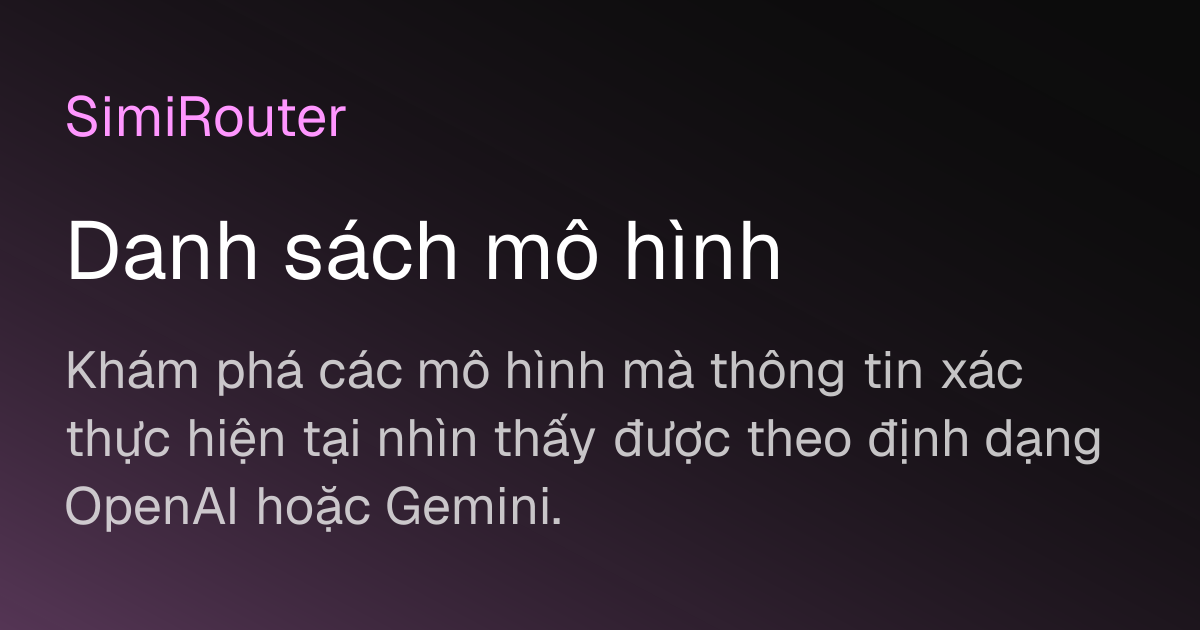 SimiRouter
Danh sách mô hình
Khám phá các mô hình mà thông tin xác
thực hiện tại nhìn thấy được theo định dạng
OpenAI hoặc Gemini.